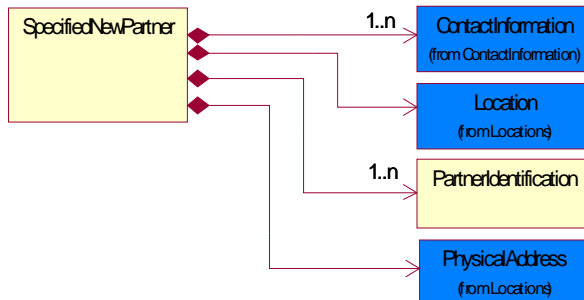 SpecifiedNewPartner
1..n
ContactInformation
(from ContactInformation)
Location
(from Locations)
1..n
PartnerIdentification
PhysicalAddress
(from Locations)